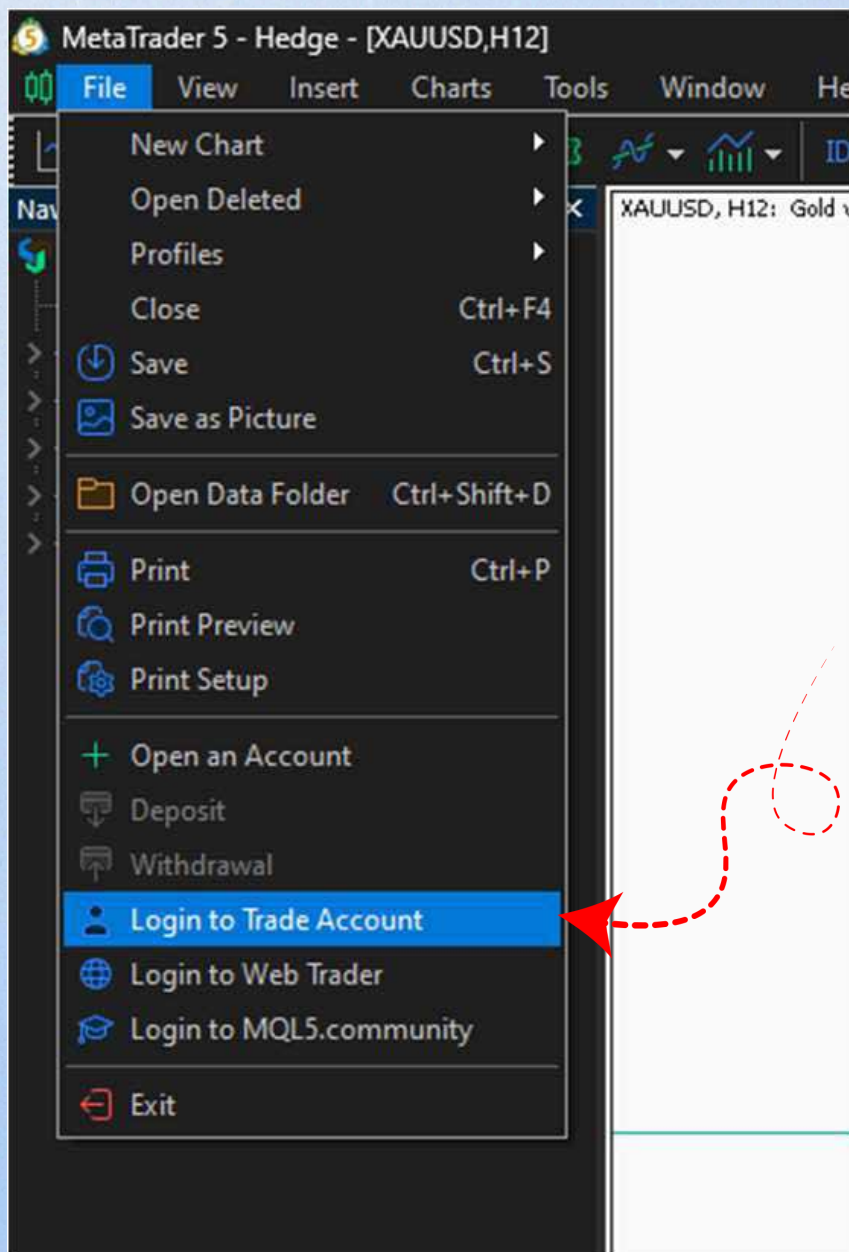 MetaTrader 5 - Hedge - [XAUUSD,H12]
File View Insert Charts Tools Window
New Chart
Open Deleted
Profiles
Close Ctrl+F4
Save Ctrl+S
Save as Picture
Open Data Folder Ctrl+Shift+D
Print Ctrl+P
Print Preview
Print Setup
Open an Account
Deposit
Withdrawal
Login to Trade Account
Login to Web Trader
Login to MQL5.community
Exit
XAUUSD, H12: Gold